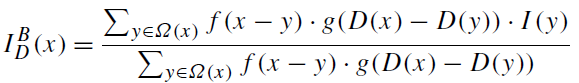 I_D^B(x) = \frac{\sum_{y \in \Omega(x)} f(x - y) \cdot g(D(x) - D(y)) \cdot I(y)}{\sum_{y \in \Omega(x)} f(x - y) \cdot g(D(x) - D(y))}